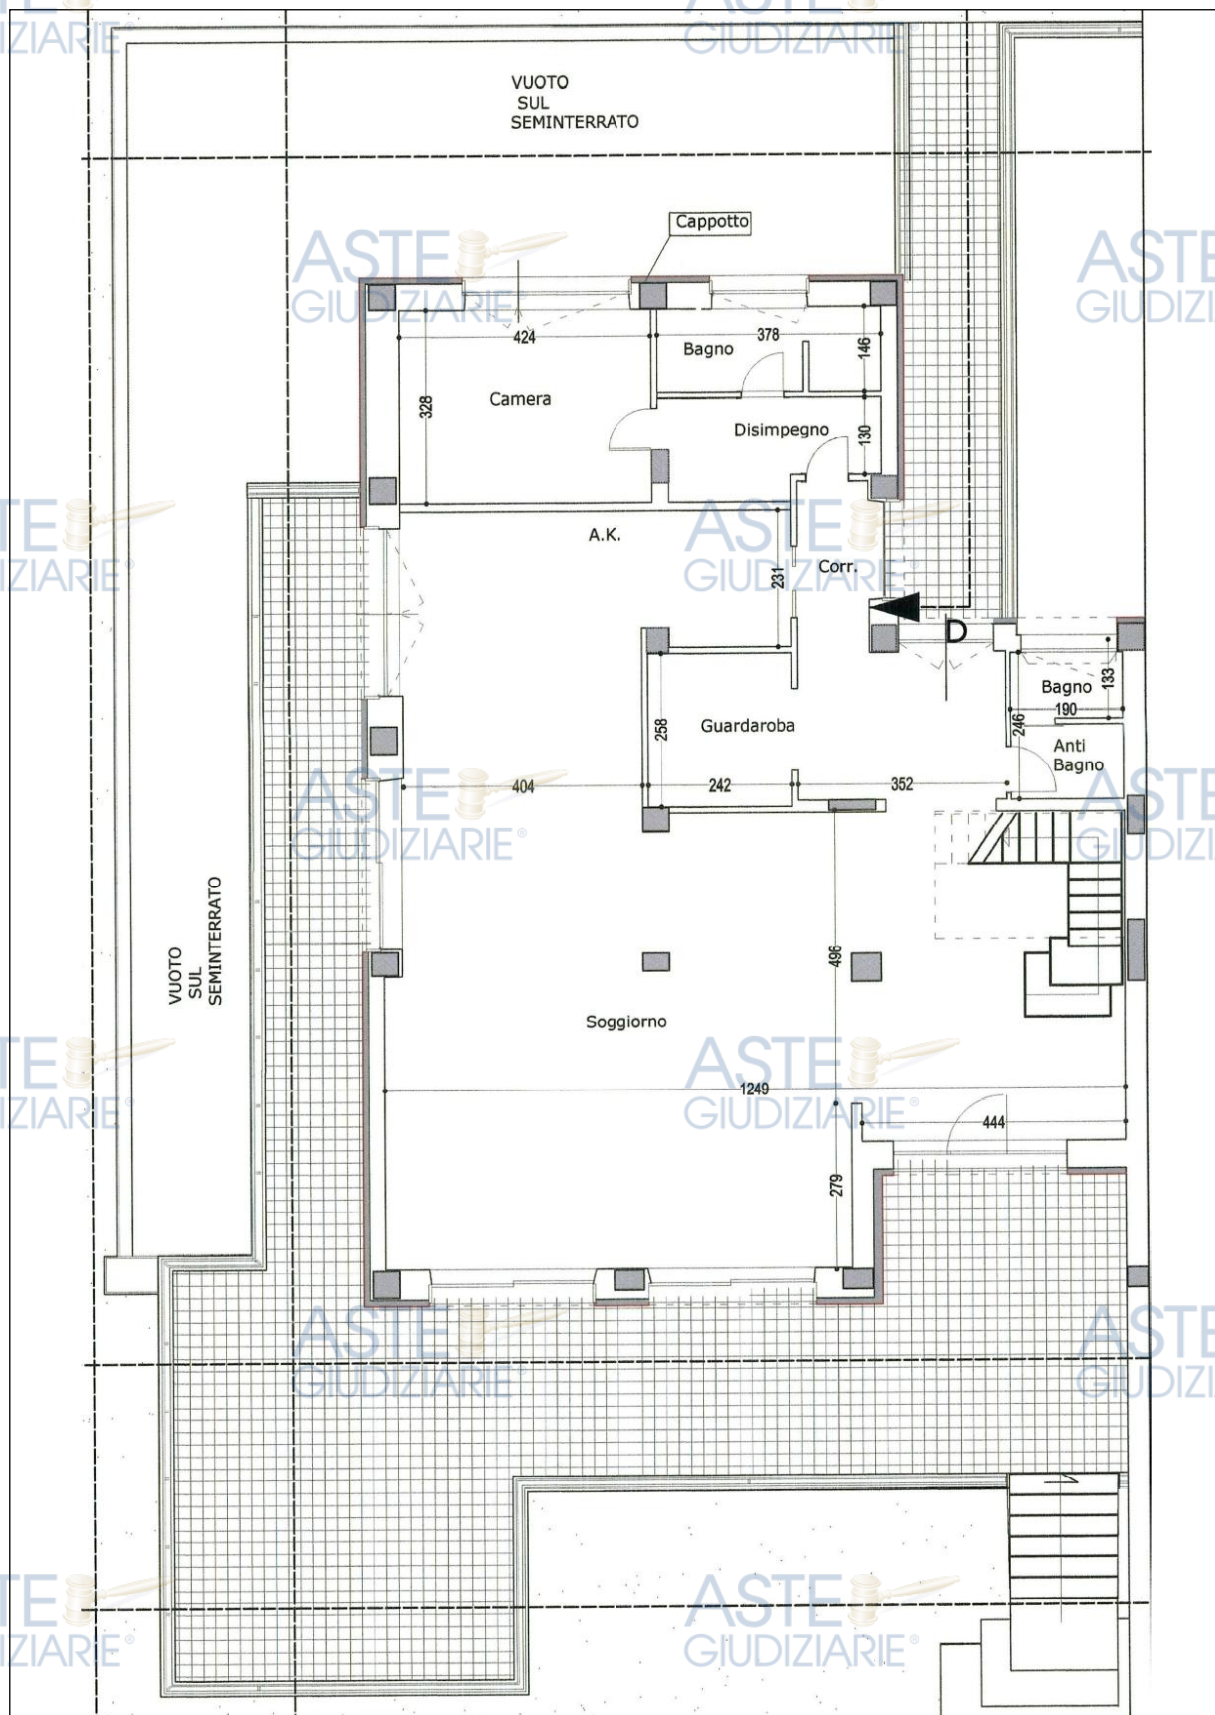 ASTE
GIUDIZIARIE®
VUOTO
SUL
SEMINTERRATO
Cappotto
424
378
Bagno
146
328
Camera
Disimpegno
130
A.K.
231
Corr.
D
Bagno
133
190
246
258
Guardaroba
Anti
Bagno
404
242
352
VUOTO
SUL
SEMINTERRATO
496
Soggiorno
1249
444
279